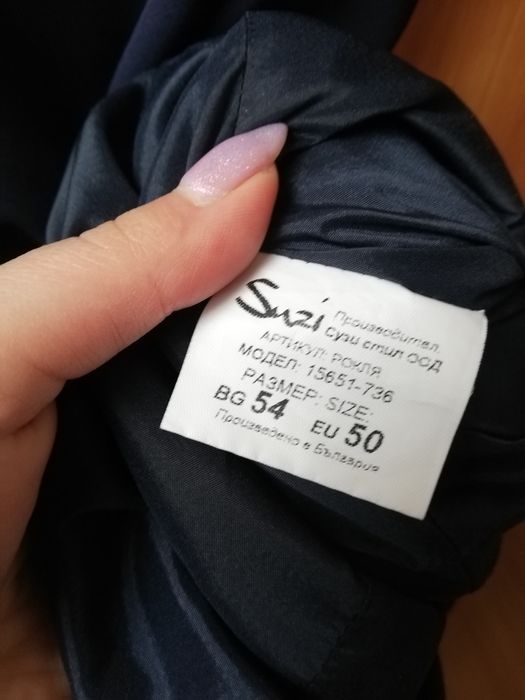 Suzi
Производител:
Сузи стил ООД
АРТИКУЛ: РОКЛЯ
МОДЕЛ: 15651-736
РАЗМЕР: SIZE:
BG 54 EU 50
Произведено в България